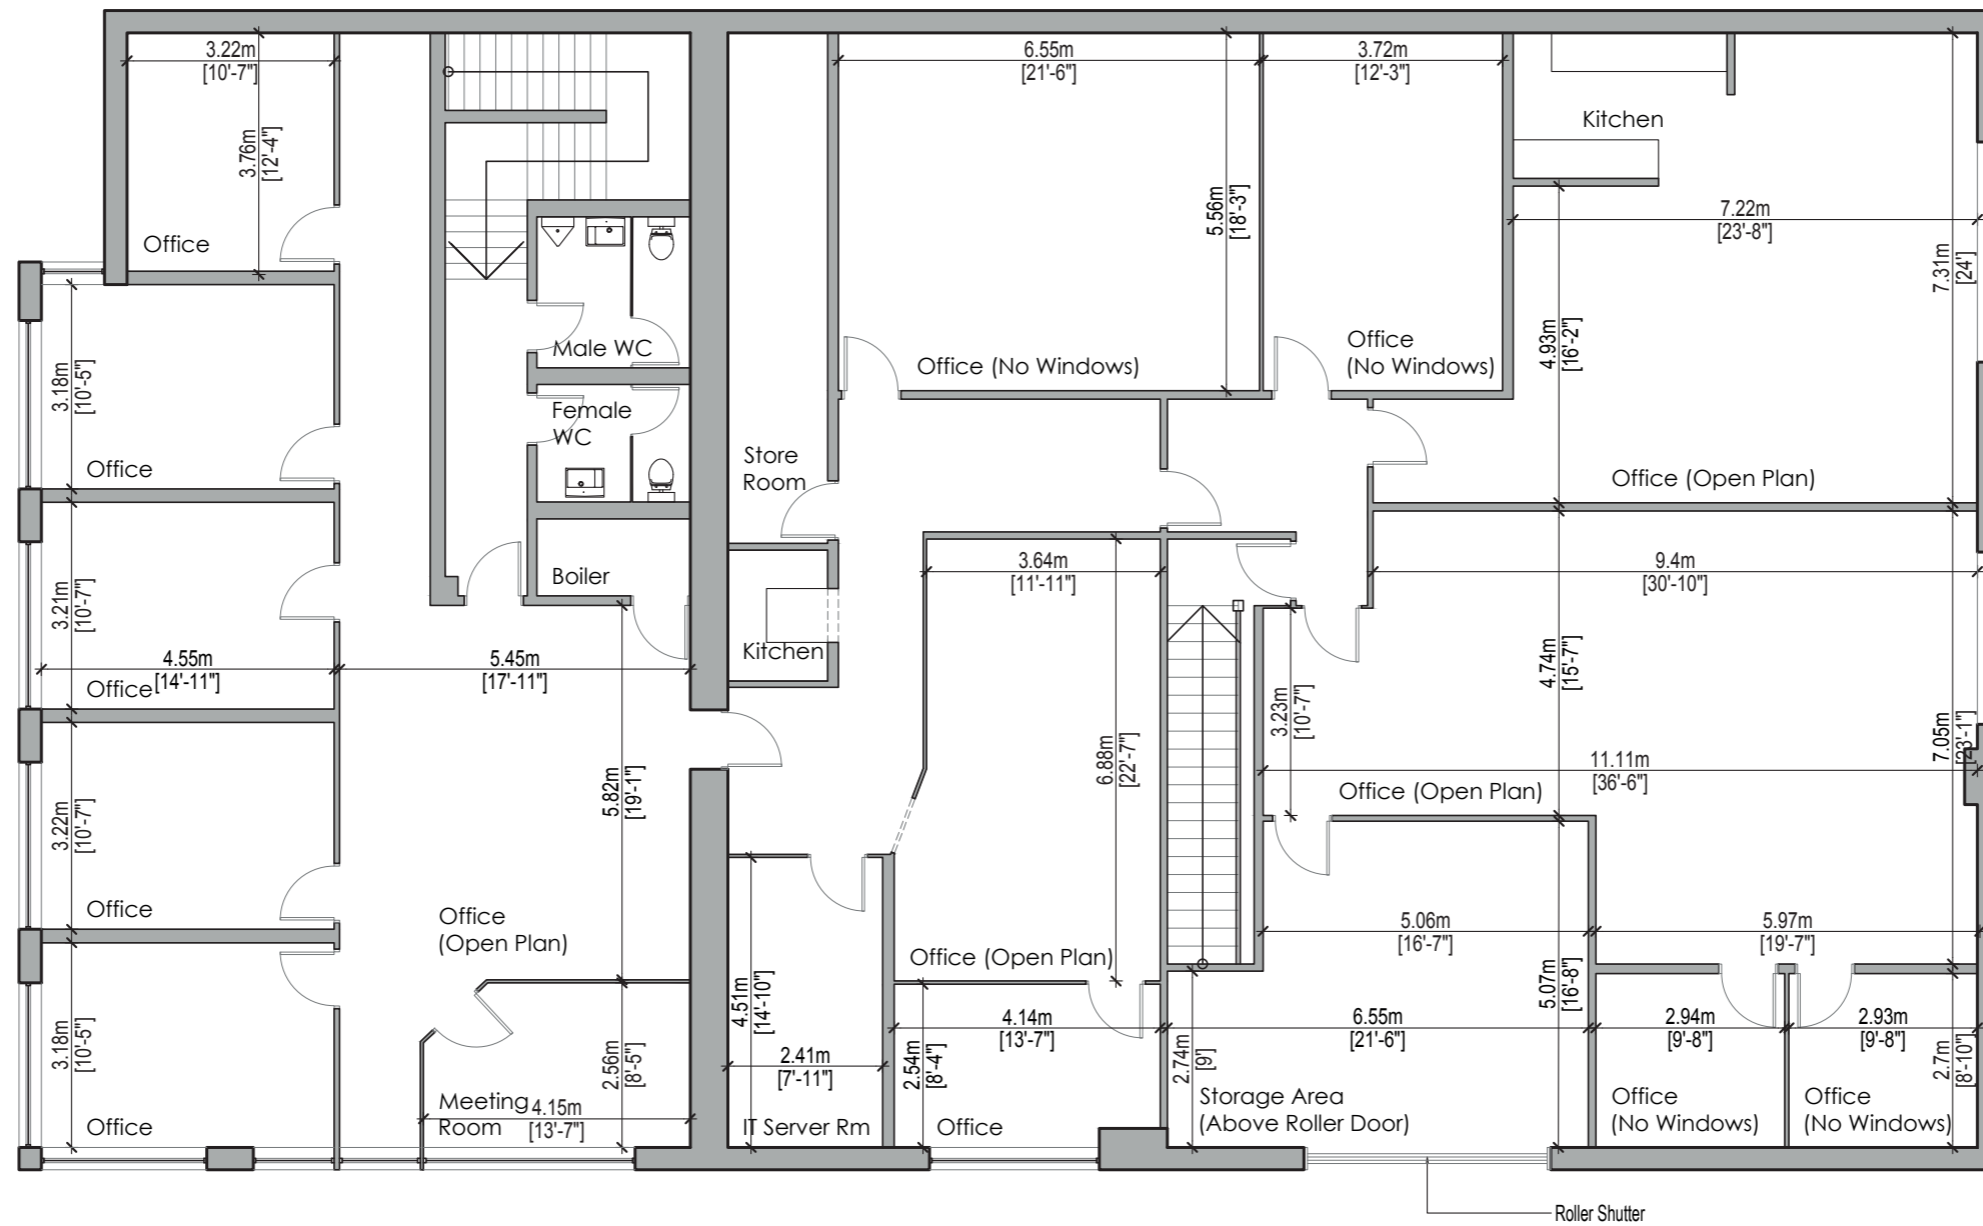 3.22m
[10'-7"]
6.55m
[21'-6"]
3.72m
[12'-3"]
Kitchen
3.76m
[12'-4"]
Office
5.56m
[18'-3"]
7.22m
[23'-8"]
7.31m
[24']
4.93m
[16'-2"]
Male WC
Office (No Windows)
Office
(No Windows)
3.18m
[10'-5"]
Female
WC
Office
Store
Room
Office (Open Plan)
3.21m
[10'-7"]
Boiler
3.64m
[11'-11"]
9.4m
[30'-10"]
4.55m
[14'-11"]
5.45m
[17'-11"]
Office
Kitchen
4.74m
[15'-7"]
3.23m
[10'-7"]
7.05m
[23'-1"]
6.88m
[22'-7"]
11.11m
[36'-6"]
5.82m
[19'-1"]
Office (Open Plan)
3.22m
[10'-7"]
Office
Office
(Open Plan)
5.06m
[16'-7"]
5.97m
[19'-7"]
Office (Open Plan)
4.51m
[14'-10"]
5.07m
[16'-8"]
4.14m
[13'-7"]
6.55m
[21'-6"]
2.94m
[9'-8"]
2.93m
[9'-8"]
3.18m
[10'-5"]
2.56m
[8'-5"]
2.41m
[7'-11"]
2.54m
[8'-4"]
2.74m
[9']
2.7m
[8'-10"]
Office
Meeting
Room
4.15m
[13'-7"]
IT Server Rm
Office
Storage Area
(Above Roller Door)
Office
(No Windows)
Office
(No Windows)
Roller Shutter